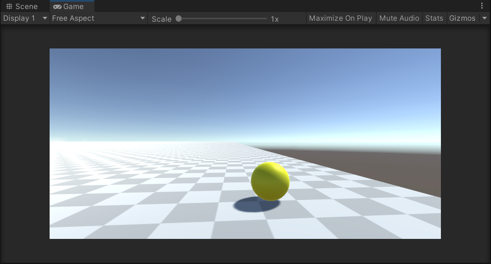 Scene Game
Display 1 Free Aspect Scale 1x Maximize On Play Mute Audio Stats Gizmos